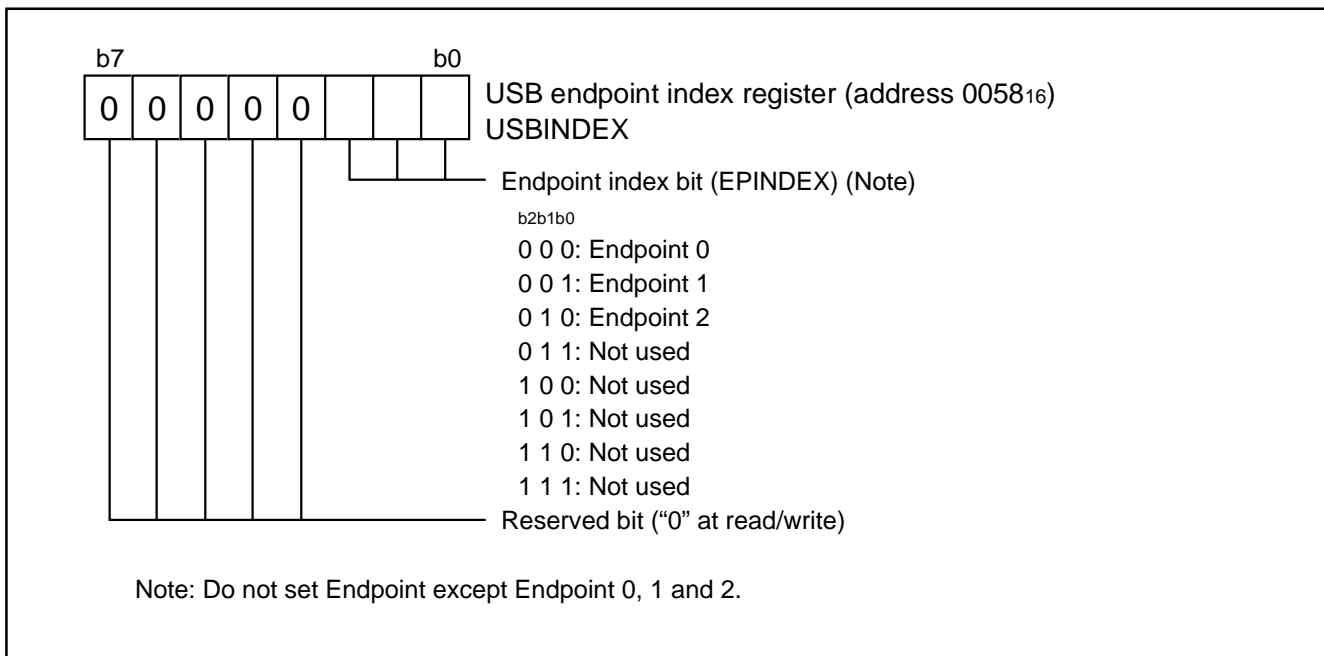 b7 b0
0 0 0 0 0
USB endpoint index register (address 005816)
USBINDEX
Endpoint index bit (EPINDEX) (Note)
b2b1b0
0 0 0: Endpoint 0
0 0 1: Endpoint 1
0 1 0: Endpoint 2
0 1 1: Not used
1 0 0: Not used
1 0 1: Not used
1 1 0: Not used
1 1 1: Not used
Reserved bit (“0” at read/write)
Note: Do not set Endpoint except Endpoint 0, 1 and 2.